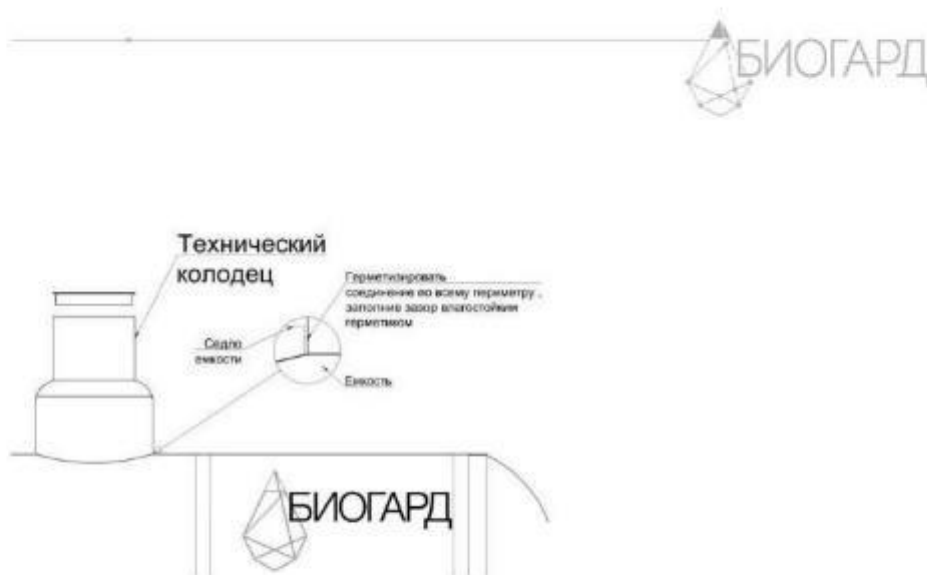 БИОГАРД
Технический
колодец
Герметизировать
соединение по всему периметру ,
заполнив зазор влагостойким
герметиком
Седло
емкости
Емкость
БИОГАРД